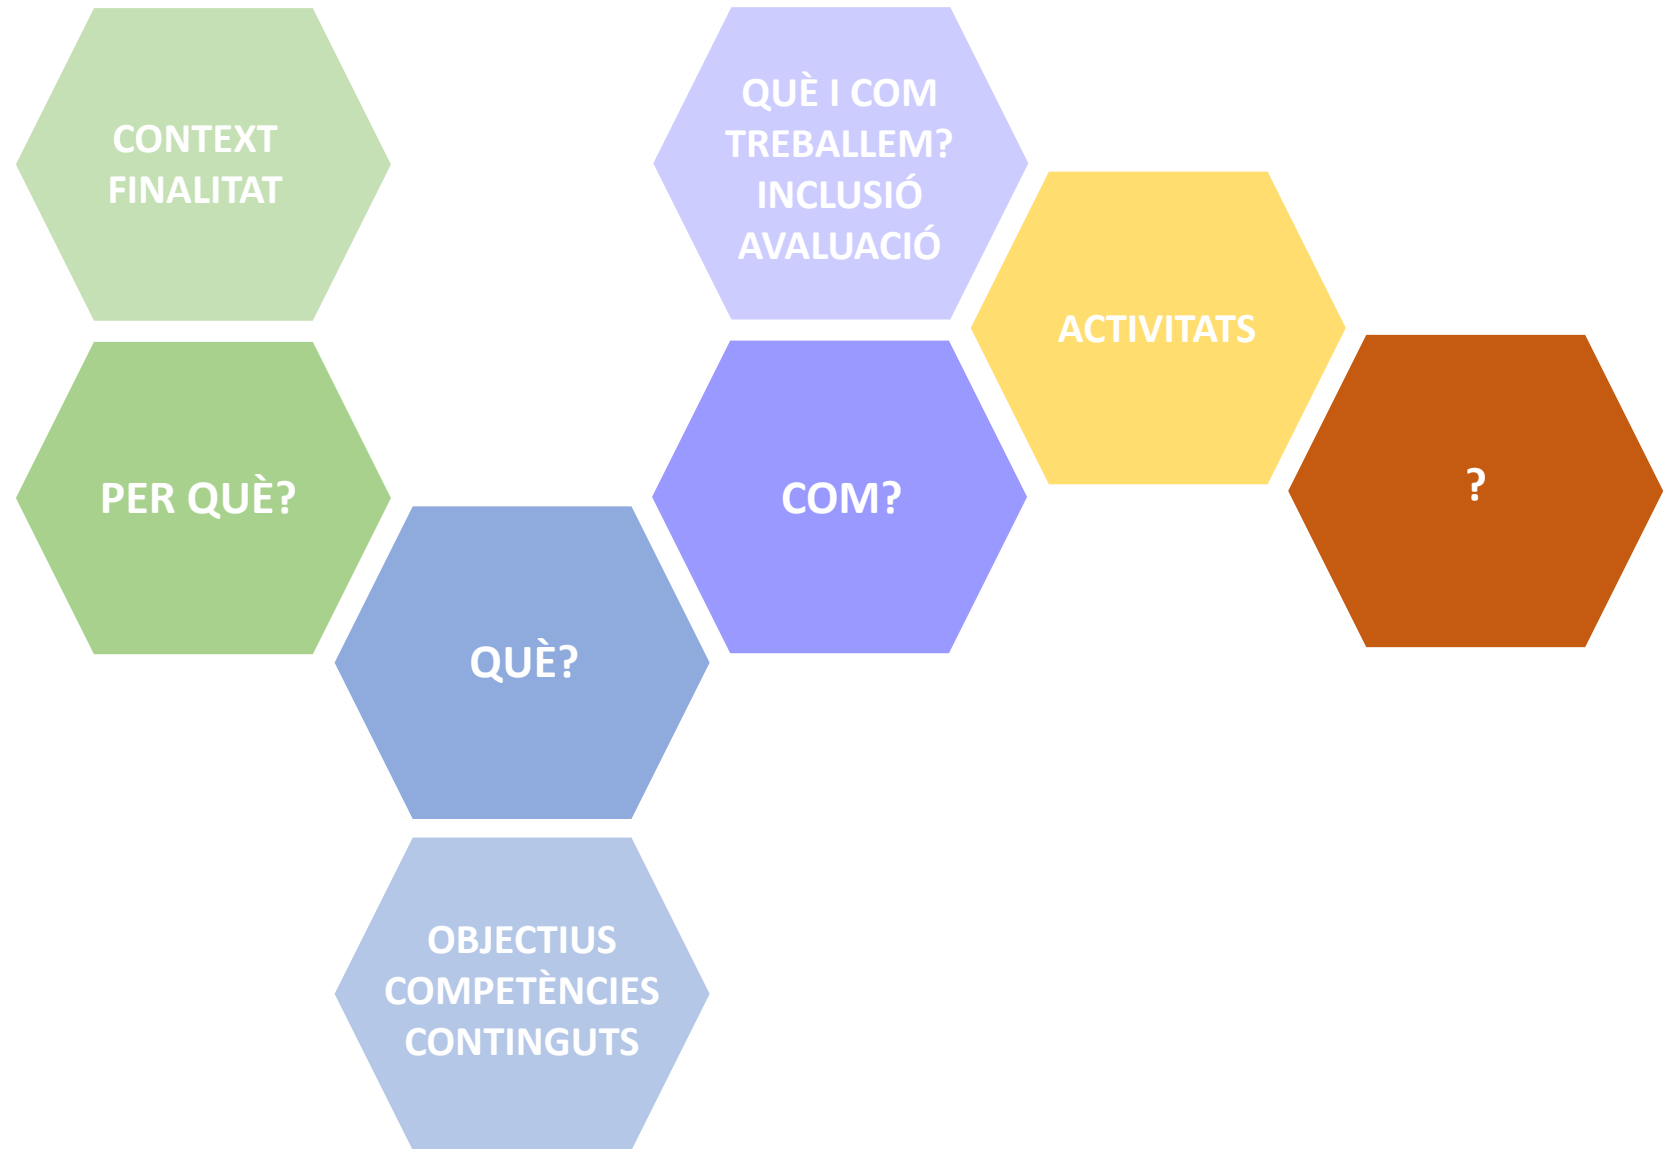 CONTEXT
FINALITAT
PER QUÈ?
QUÈ?
OBJECTIUS
COMPETÈNCIES
CONTINGUTS
QUÈ I COM
TREBALLEM?
INCLUSIÓ
AVALUACIÓ
COM?
ACTIVITATS
?